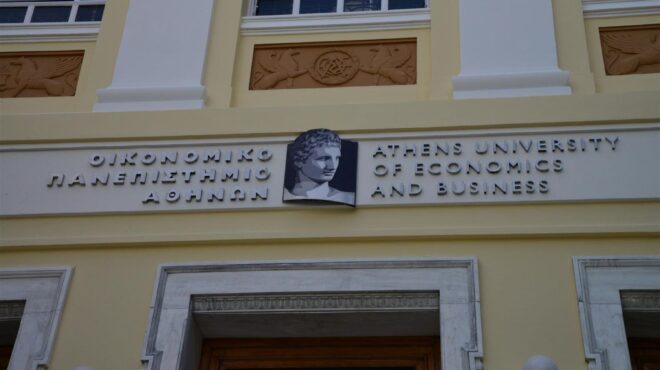 ΟΙΚΟΝΟΜΙΚΟ
ΠΑΝΕΠΙΣΤΗΜΙΟ
ΑΘΗΝΩΝ
ATHENS UNIVERSITY
OF ECONOMICS
AND BUSINESS